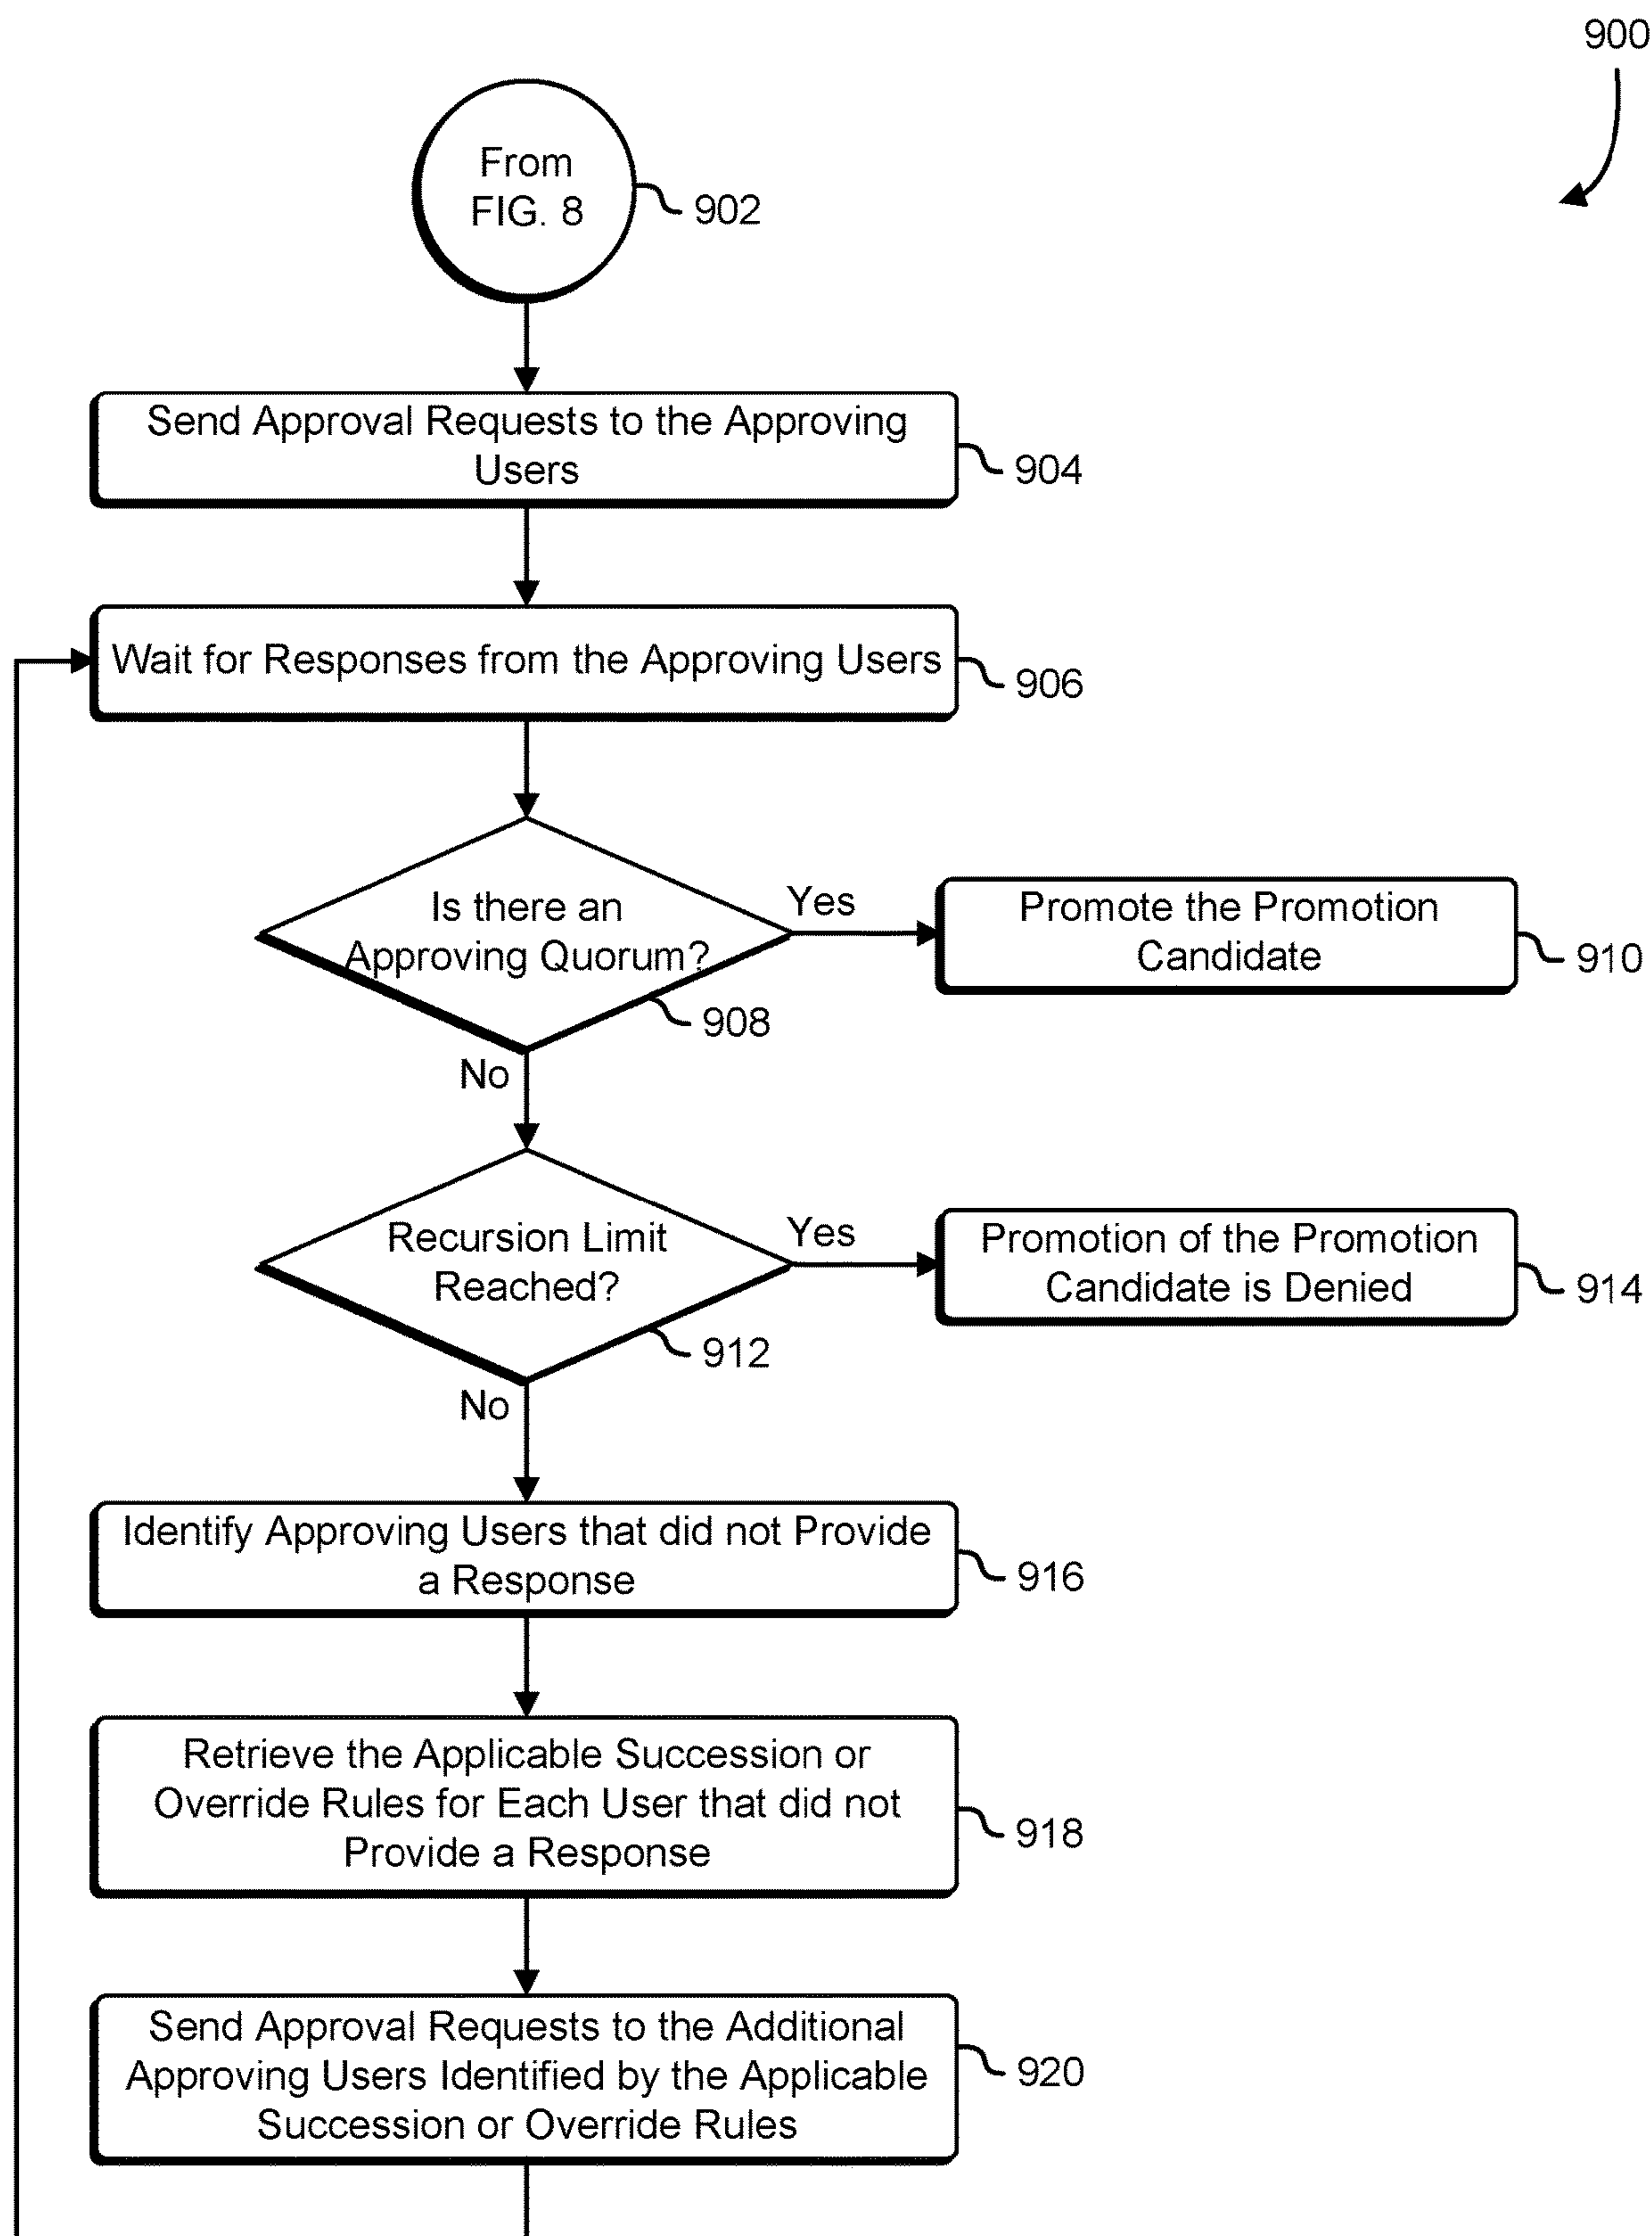 900
From
FIG. 8
902
Send Approval Requests to the Approving
Users
904
Wait for Responses from the Approving Users
906
Is there an
Approving Quorum?
Yes
908
No
Promote the Promotion
Candidate
910
Recursion Limit
Reached?
Yes
912
No
Promotion of the Promotion
Candidate is Denied
914
Identify Approving Users that did not Provide
a Response
916
Retrieve the Applicable Succession or
Override Rules for Each User that did not
Provide a Response
918
Send Approval Requests to the Additional
Approving Users Identified by the Applicable
Succession or Override Rules
920